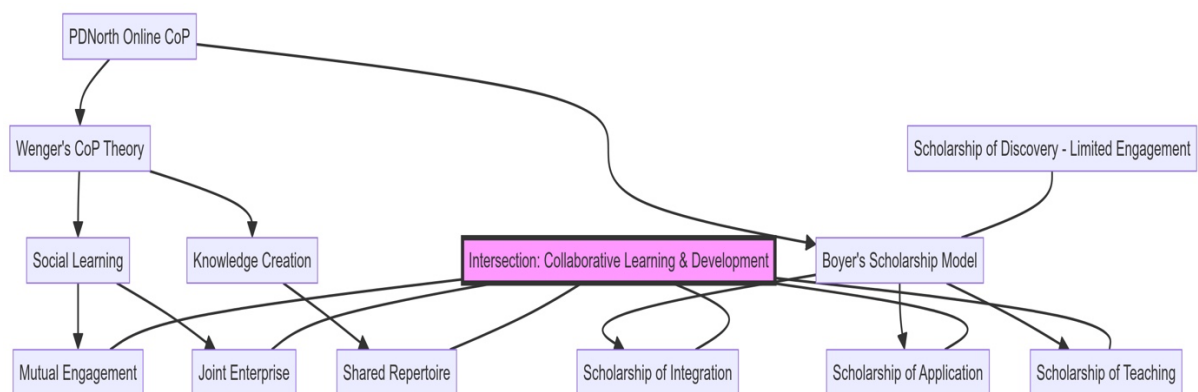 PDNorth Online CoP
Wenger's CoP Theory
Scholarship of Discovery - Limited Engagement
Social Learning
Knowledge Creation
Intersection: Collaborative Learning & Development
Boyer's Scholarship Model
Mutual Engagement
Joint Enterprise
Shared Repertoire
Scholarship of Integration
Scholarship of Application
Scholarship of Teaching